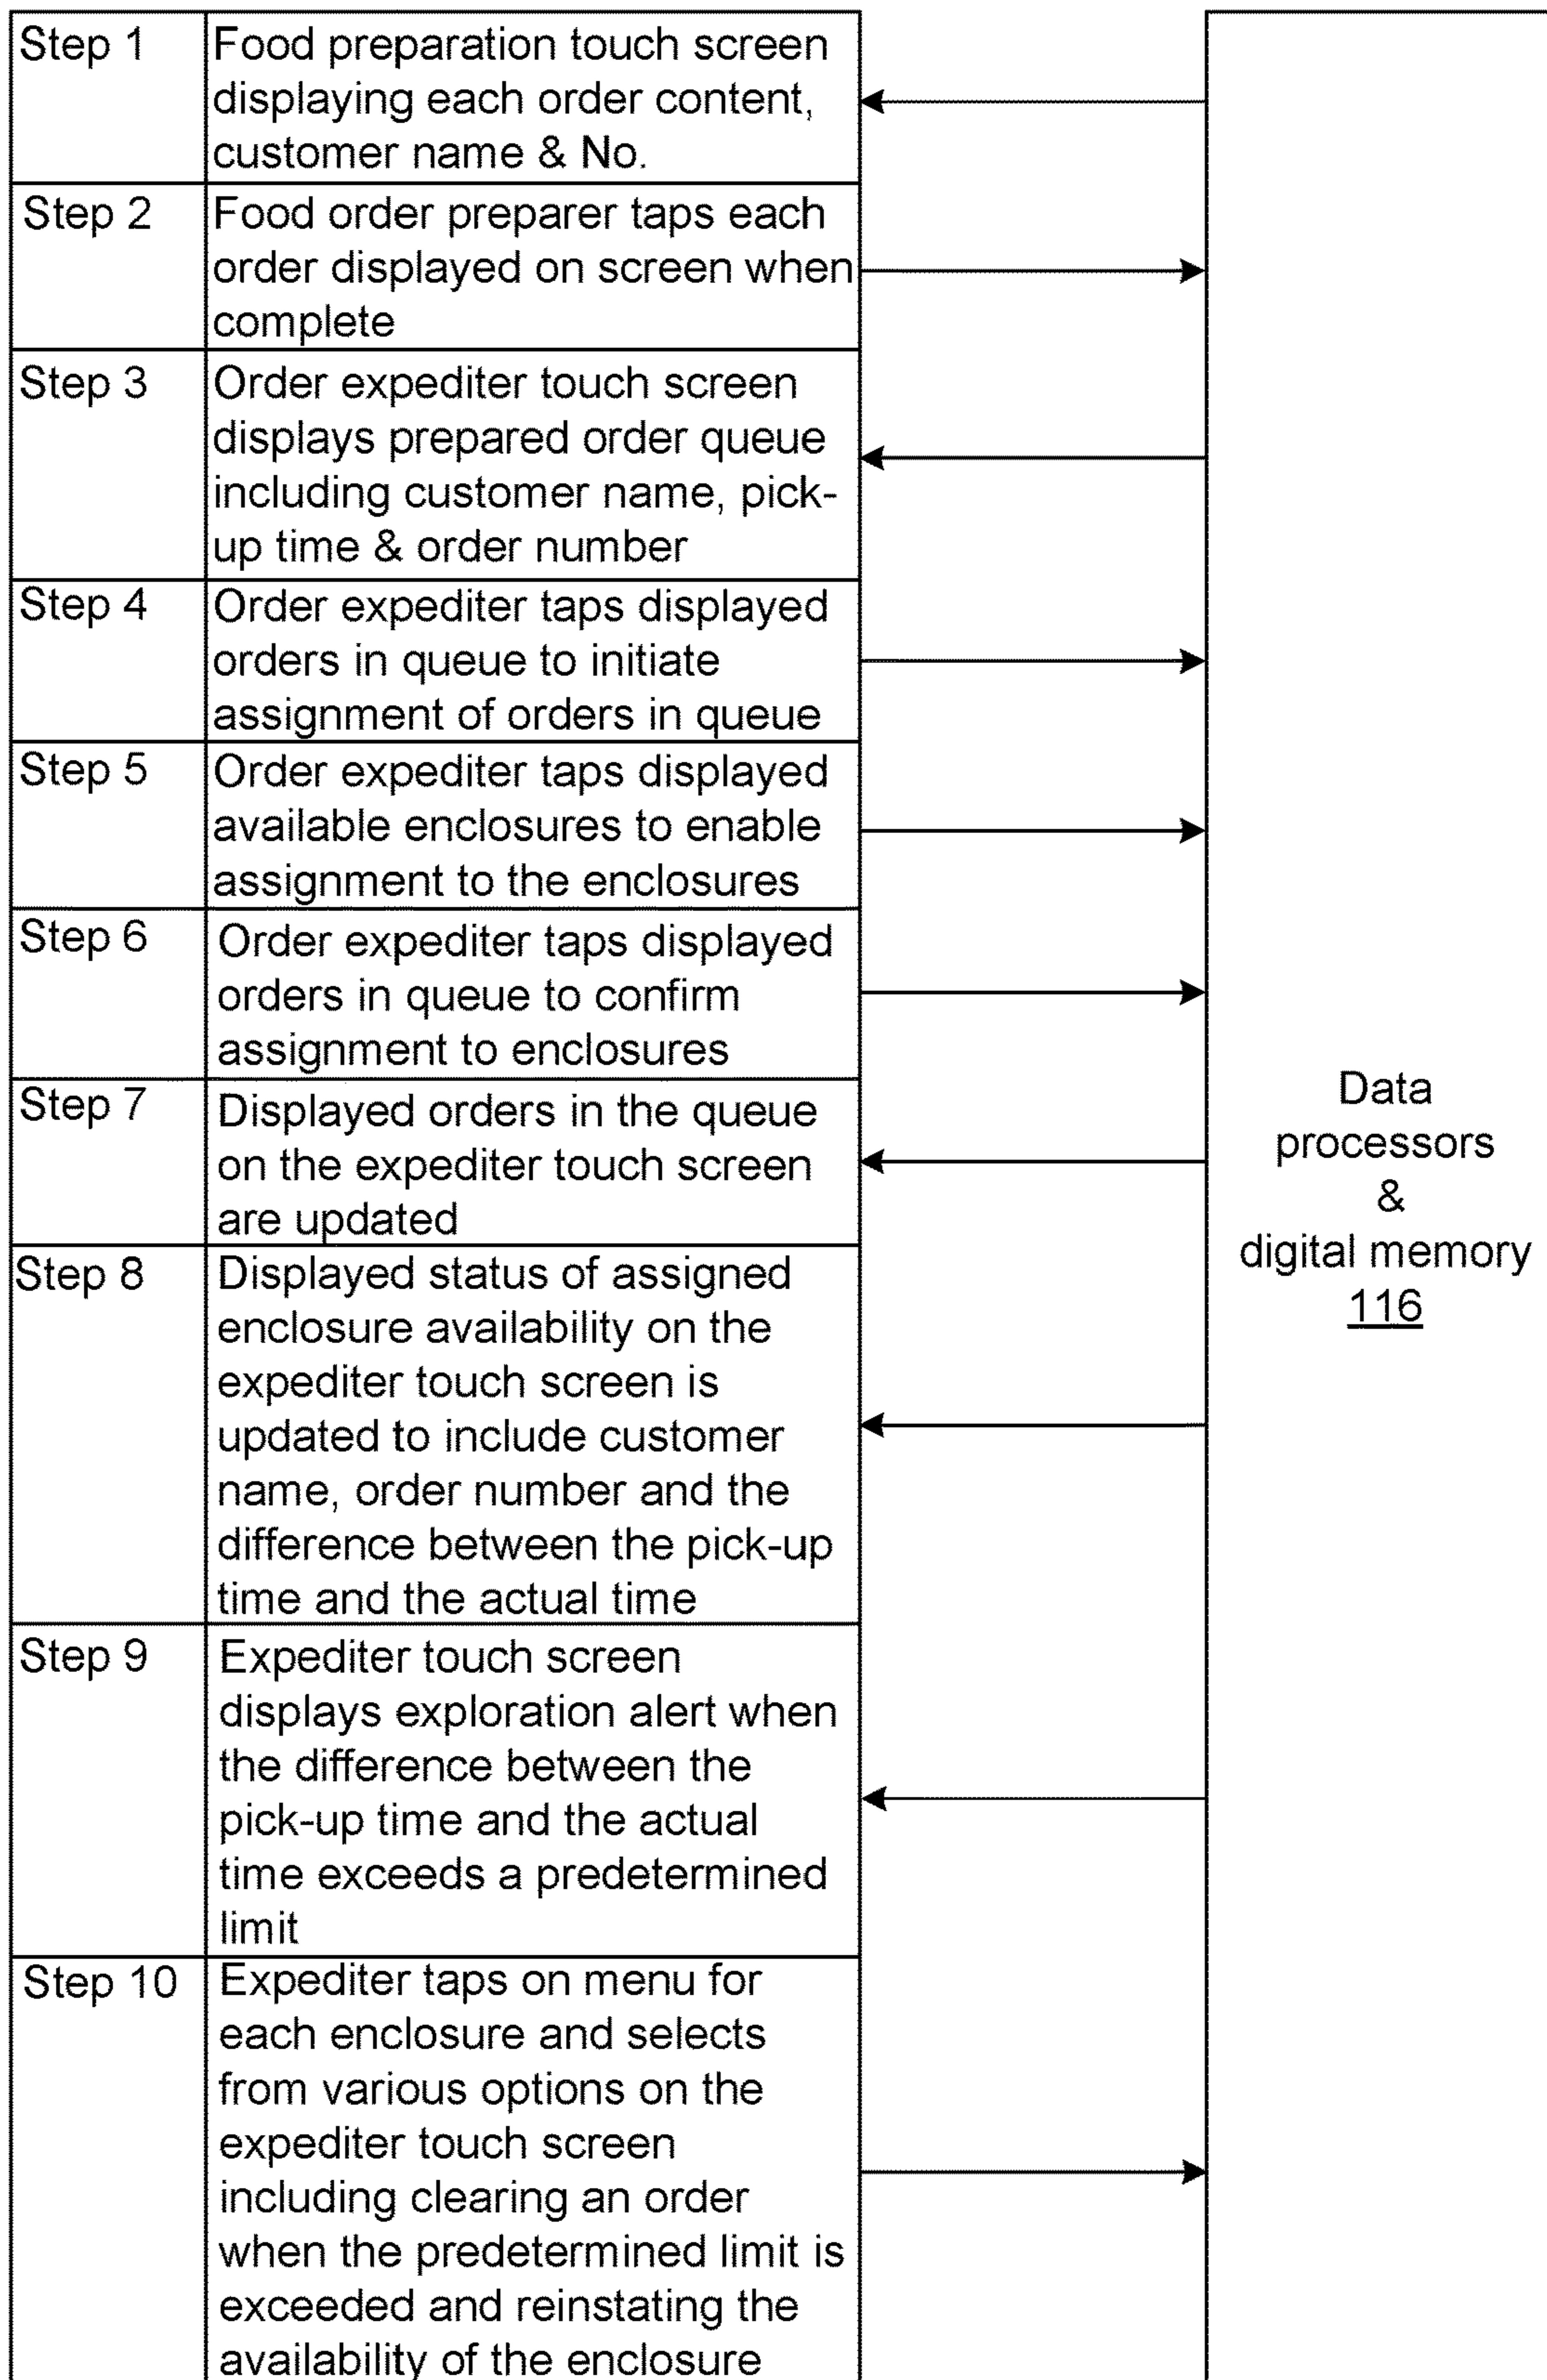 Step 1
Food preparation touch screen
displaying each order content,
customer name & No.
Step 2
Food order preparer taps each
order displayed on screen when
complete
Step 3
Order expediter touch screen
displays prepared order queue
including customer name, pick-
up time & order number
Step 4
Order expediter taps displayed
orders in queue to initiate
assignment of orders in queue
Step 5
Order expediter taps displayed
available enclosures to enable
assignment to the enclosures
Step 6
Order expediter taps displayed
orders in queue to confirm
assignment to enclosures
Step 7
Displayed orders in the queue
on the expediter touch screen
are updated
Step 8
Displayed status of assigned
enclosure availability on the
expediter touch screen is
updated to include customer
name, order number and the
difference between the pick-up
time and the actual time
Step 9
Expediter touch screen
displays exploration alert when
the difference between the
pick-up time and the actual
time exceeds a predetermined
limit
Step 10
Expediter taps on menu for
each enclosure and selects
from various options on the
expediter touch screen
including clearing an order
when the predetermined limit is
exceeded and reinstating the
availability of the enclosure
Data
processors
&
digital memory
116